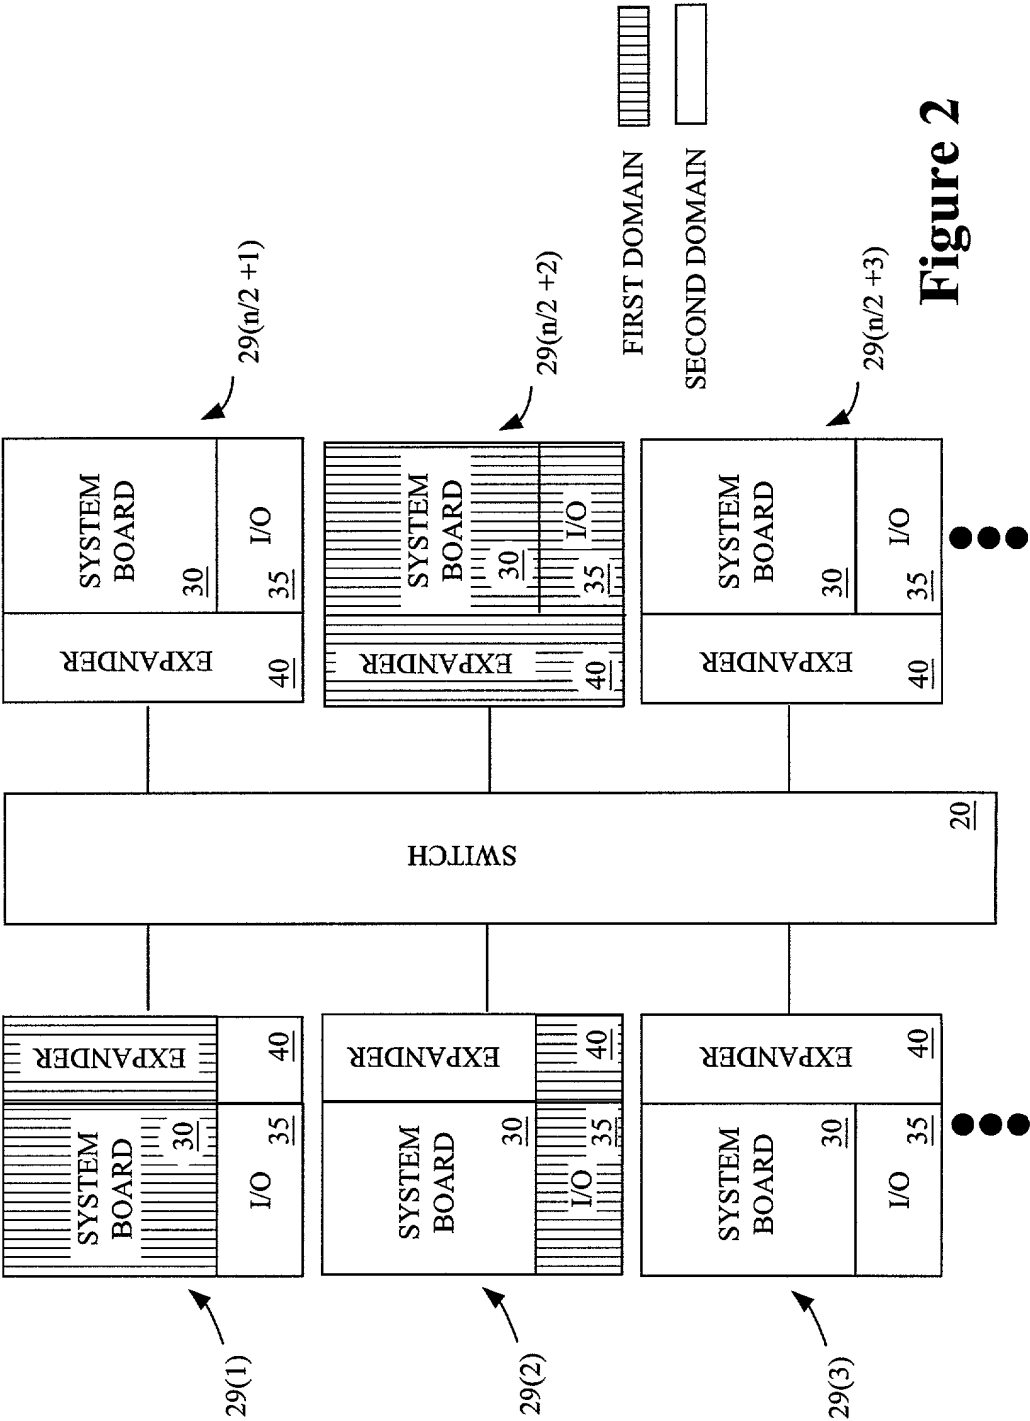 29(1)
SYSTEM
BOARD
30
EXPANDER
I/O
35
40
29(2)
SYSTEM
BOARD
30
EXPANDER
I/O
35
40
29(3)
SYSTEM
BOARD
30
EXPANDER
I/O
35
40
SWITCH
20
EXPANDER
40
SYSTEM
BOARD
30
I/O
35
29(n/2 +1)
EXPANDER
40
SYSTEM
BOARD
30
I/O
35
29(n/2 +2)
EXPANDER
40
SYSTEM
BOARD
30
I/O
35
29(n/2 +3)
FIRST DOMAIN
SECOND DOMAIN
Figure 2